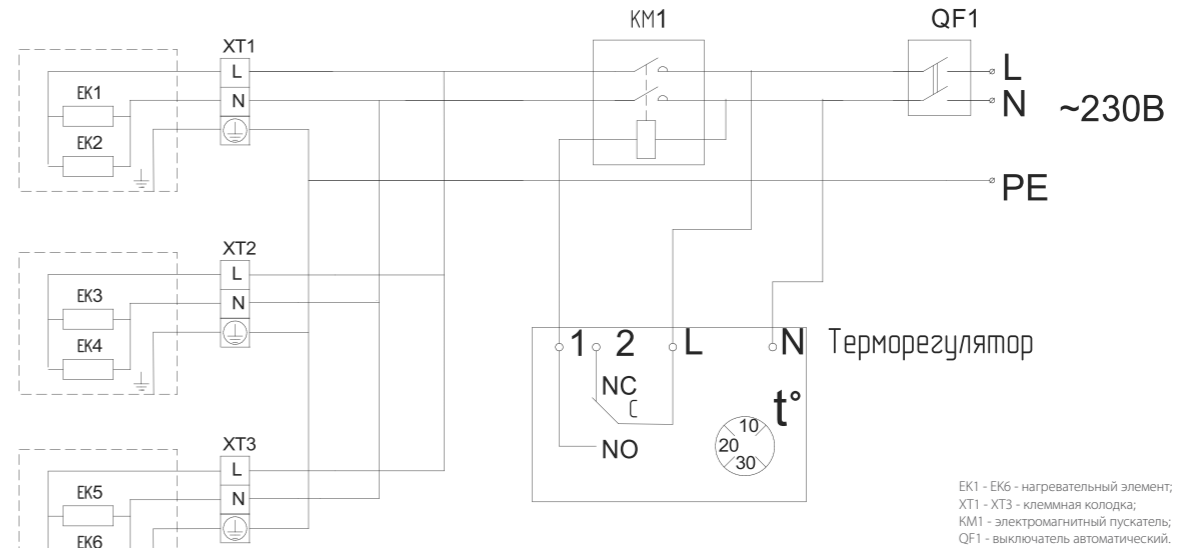 KM1
QF1
XT1
L
EK1
N
EK2
L
N
~230В
PE
XT2
L
EK3
N
EK4
1 2 L N Терморегулятор
NC
C
NO
t°
10
20
30
XT3
L
EK5
N
EK6
EK1 - EK6 - нагревательный элемент;
XT1 - XT3 - клеммная колодка;
KM1 - электромагнитный пускатель;
QF1 - выключатель автоматический.